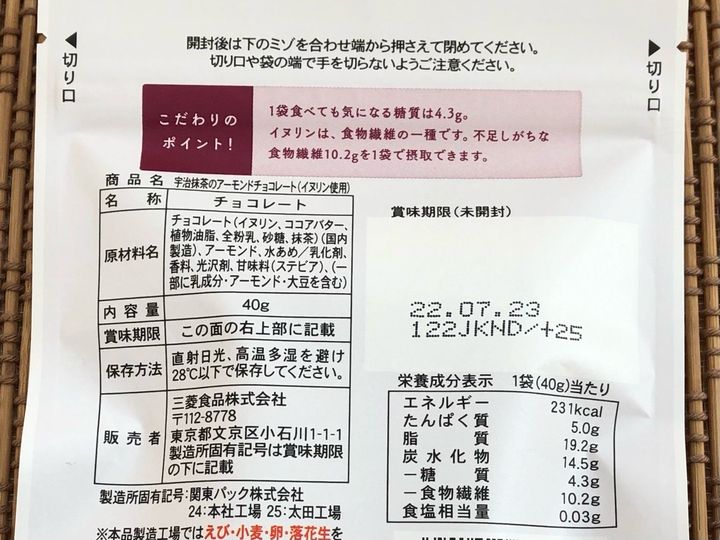 開封後は下のミゾを合わせ端から押さえて閉めてください。
切り口や袋の端で手を切らないようご注意ください。
◀切り口
▶切り口
こだわりの
ポイント!
1袋食べても気になる糖質は4.3g。
イヌリンは、食物繊維の一種です。不足しがちな
食物繊維10.2gを1袋で摂取できます。
商品名 宇治抹茶のアーモンドチョコレート(イヌリン使用)
名称 チョコレート
原材料名
チョコレート(イヌリン、ココアバター、
植物油脂、全粉乳、砂糖、抹茶)(国内
製造)、アーモンド、水あめ/乳化剤、
香料、光沢剤、甘味料(ステビア)、(一
部に乳成分・アーモンド・大豆を含む)
内容量 40g
賞味期限 この面の右上部に記載
保存方法
直射日光、高温多湿を避け
28℃以下で保存してください。
販売者
三菱食品株式会社
〒112-8778
東京都文京区小石川1-1-1
製造所固有記号は賞味期限
の下に記載
製造所固有記号:関東パック株式会社
24:本社工場 25:太田工場
※本品製造工場ではえび・小麦・卵・落花生を
賞味期限(未開封)
22.07.23
122JKND/+25
栄養成分表示 1袋(40g)当たり
エネルギー 231kcal
たんぱく質 5.0g
脂質 19.2g
炭水化物 14.5g
－糖質 4.3g
－食物繊維 10.2g
食塩相当量 0.03g